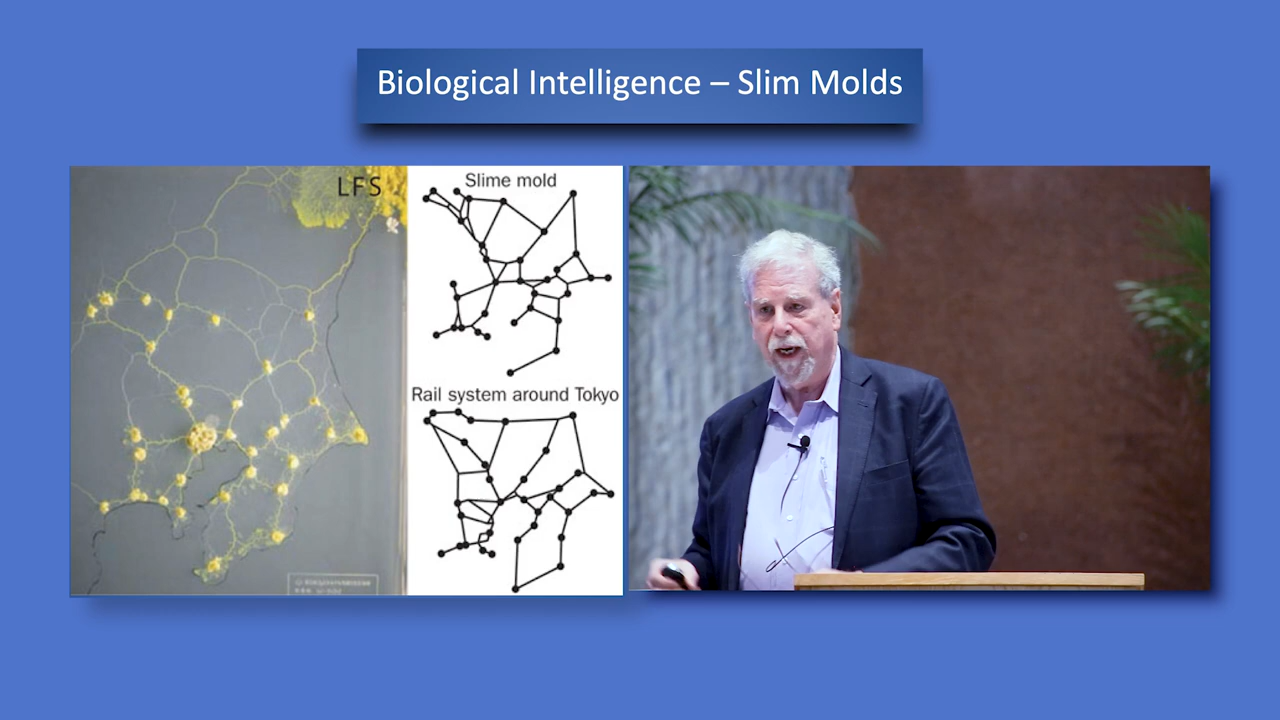 Biological Intelligence – Slim Molds
LFS
Slime mold
Rail system around Tokyo